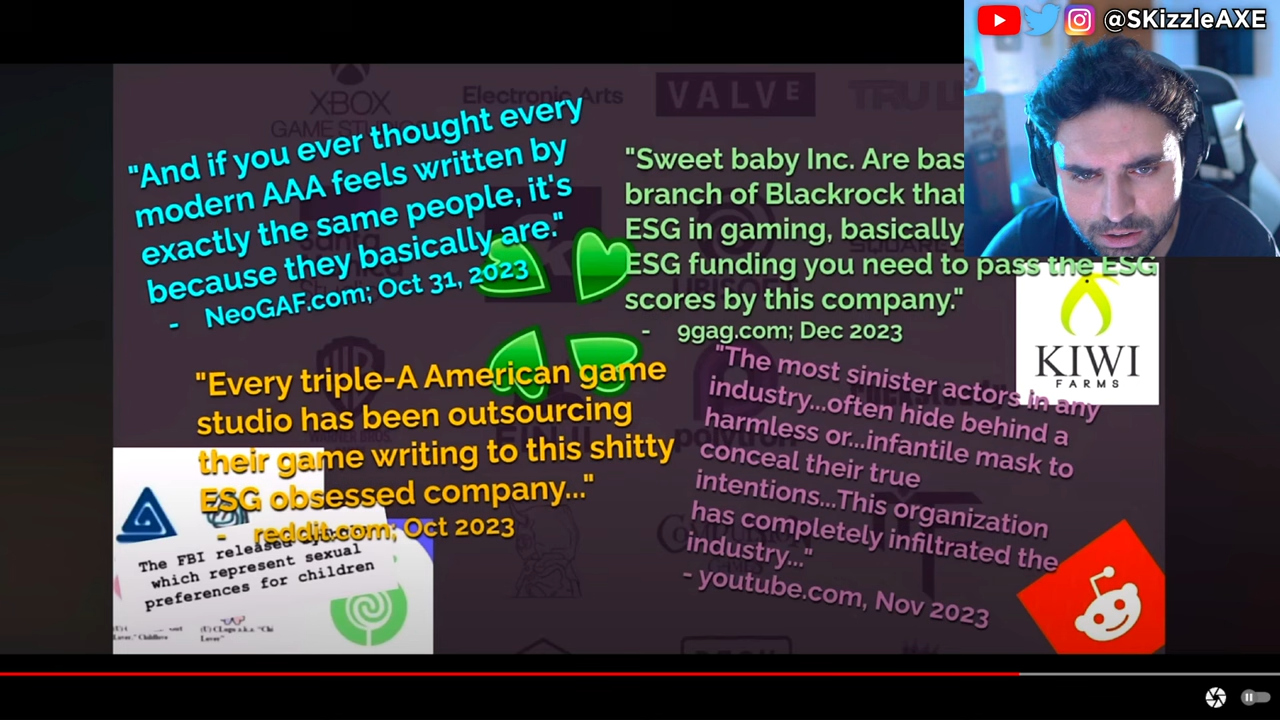 @SKizzleAXE
XBOX
GAME STUDIOS
Electronic Arts
VALVE
"And if you ever thought every
modern AAA feels written by
exactly the same people, it's
because they basically are."
- NeoGAF.com; Oct 31, 2023
"Sweet baby Inc. Are bas
branch of Blackrock that
ESG in gaming, basically
ESG funding you need to pass the ESG
scores by this company."
- 9gag.com; Dec 2023
KIWI
FARMS
"Every triple-A American game
studio has been outsourcing
their game writing to this shitty
ESG obsessed company..."
- reddit.com; Oct 2023
"The most sinister actors in any
industry...often hide behind a
harmless or...infantile mask to
conceal their true
intentions...This organization
has completely infiltrated the
industry..."
- youtube.com, Nov 2023
The FBI released
which represent sexual
preferences for children